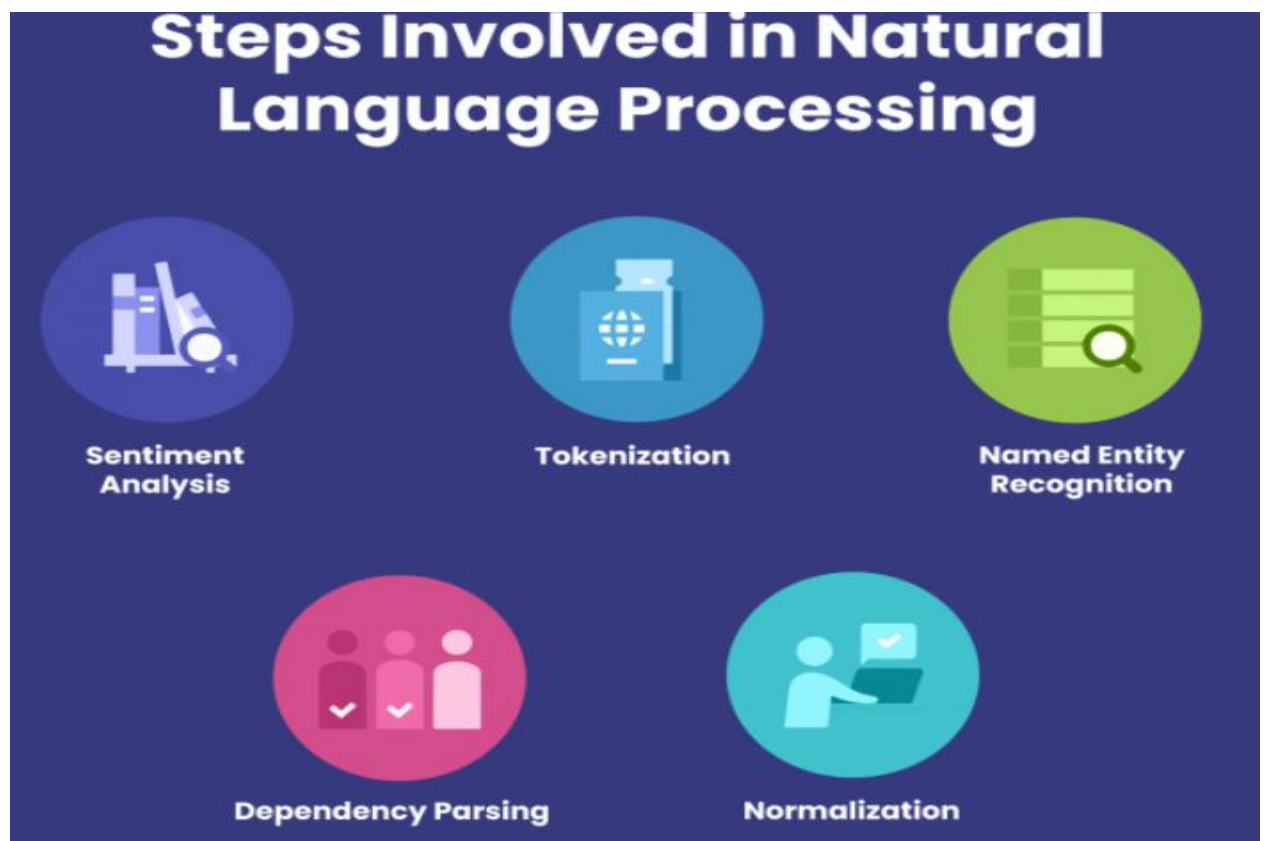 Steps Involved in Natural
Language Processing
Sentiment
Analysis
Tokenization
Named Entity
Recognition
Dependency Parsing
Normalization